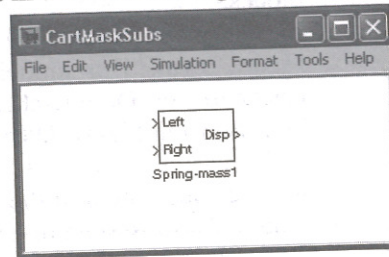 CartMaskSubs
File Edit View Simulation Format Tools Help
Left
Disp
Right
Spring-mass1